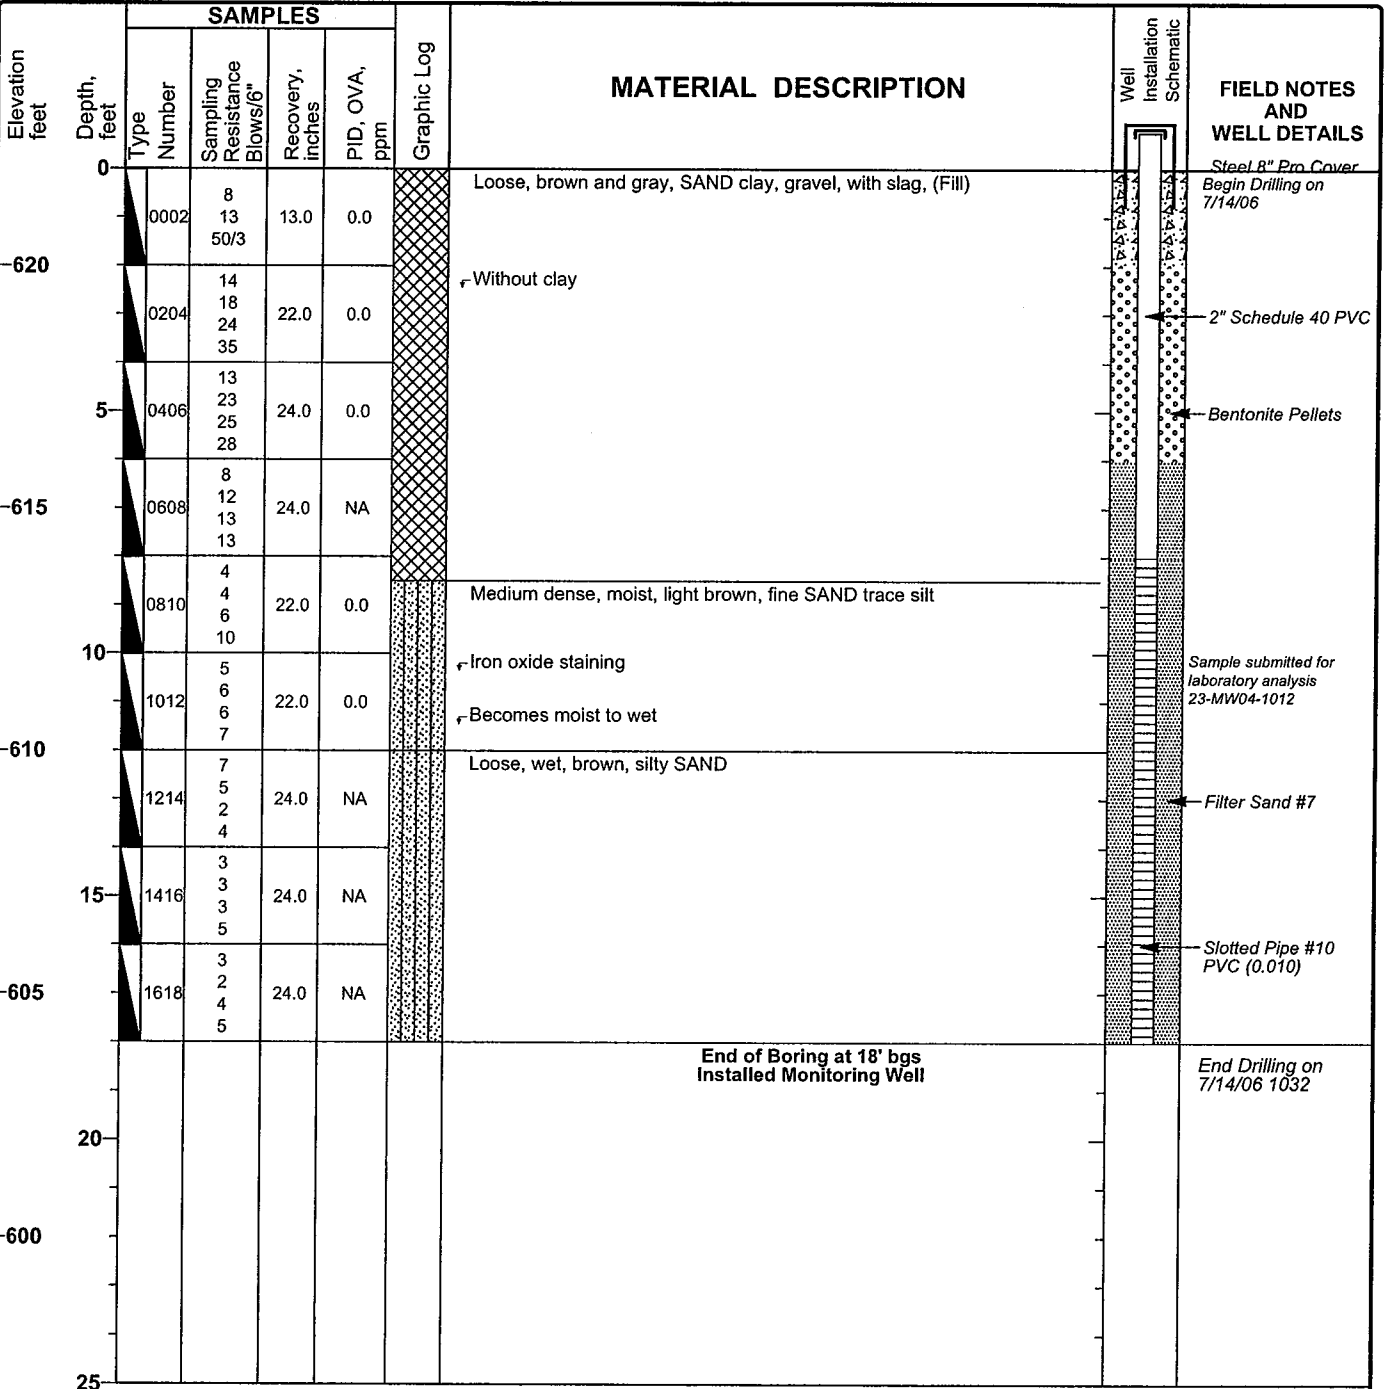 SAMPLES
Elevation
feet
Depth,
feet
Type
Number
Sampling
Resistance
Blows/6"
Recovery,
inches
PID, OVA,
ppm
Graphic Log
MATERIAL DESCRIPTION
Well
Installation
Schematic
FIELD NOTES
AND
WELL DETAILS
0
Steel 8" Pro Cover
Loose, brown and gray, SAND clay, gravel, with slag, (Fill)
Begin Drilling on
7/14/06
0002
8
13
50/3
13.0
0.0
620
Without clay
0204
14
18
24
35
22.0
0.0
2" Schedule 40 PVC
5
0406
13
23
25
28
24.0
0.0
Bentonite Pellets
615
0608
8
12
13
13
24.0
NA
0810
4
4
6
10
22.0
0.0
Medium dense, moist, light brown, fine SAND trace silt
10
Iron oxide staining
1012
5
6
6
7
22.0
0.0
Sample submitted for
laboratory analysis
23-MW04-1012
Becomes moist to wet
610
Loose, wet, brown, silty SAND
1214
7
5
2
4
24.0
NA
Filter Sand #7
15
1416
3
3
3
5
24.0
NA
Slotted Pipe #10
PVC (0.010)
605
1618
3
2
4
5
24.0
NA
End of Boring at 18' bgs
Installed Monitoring Well
End Drilling on
7/14/06 1032
20
600
25